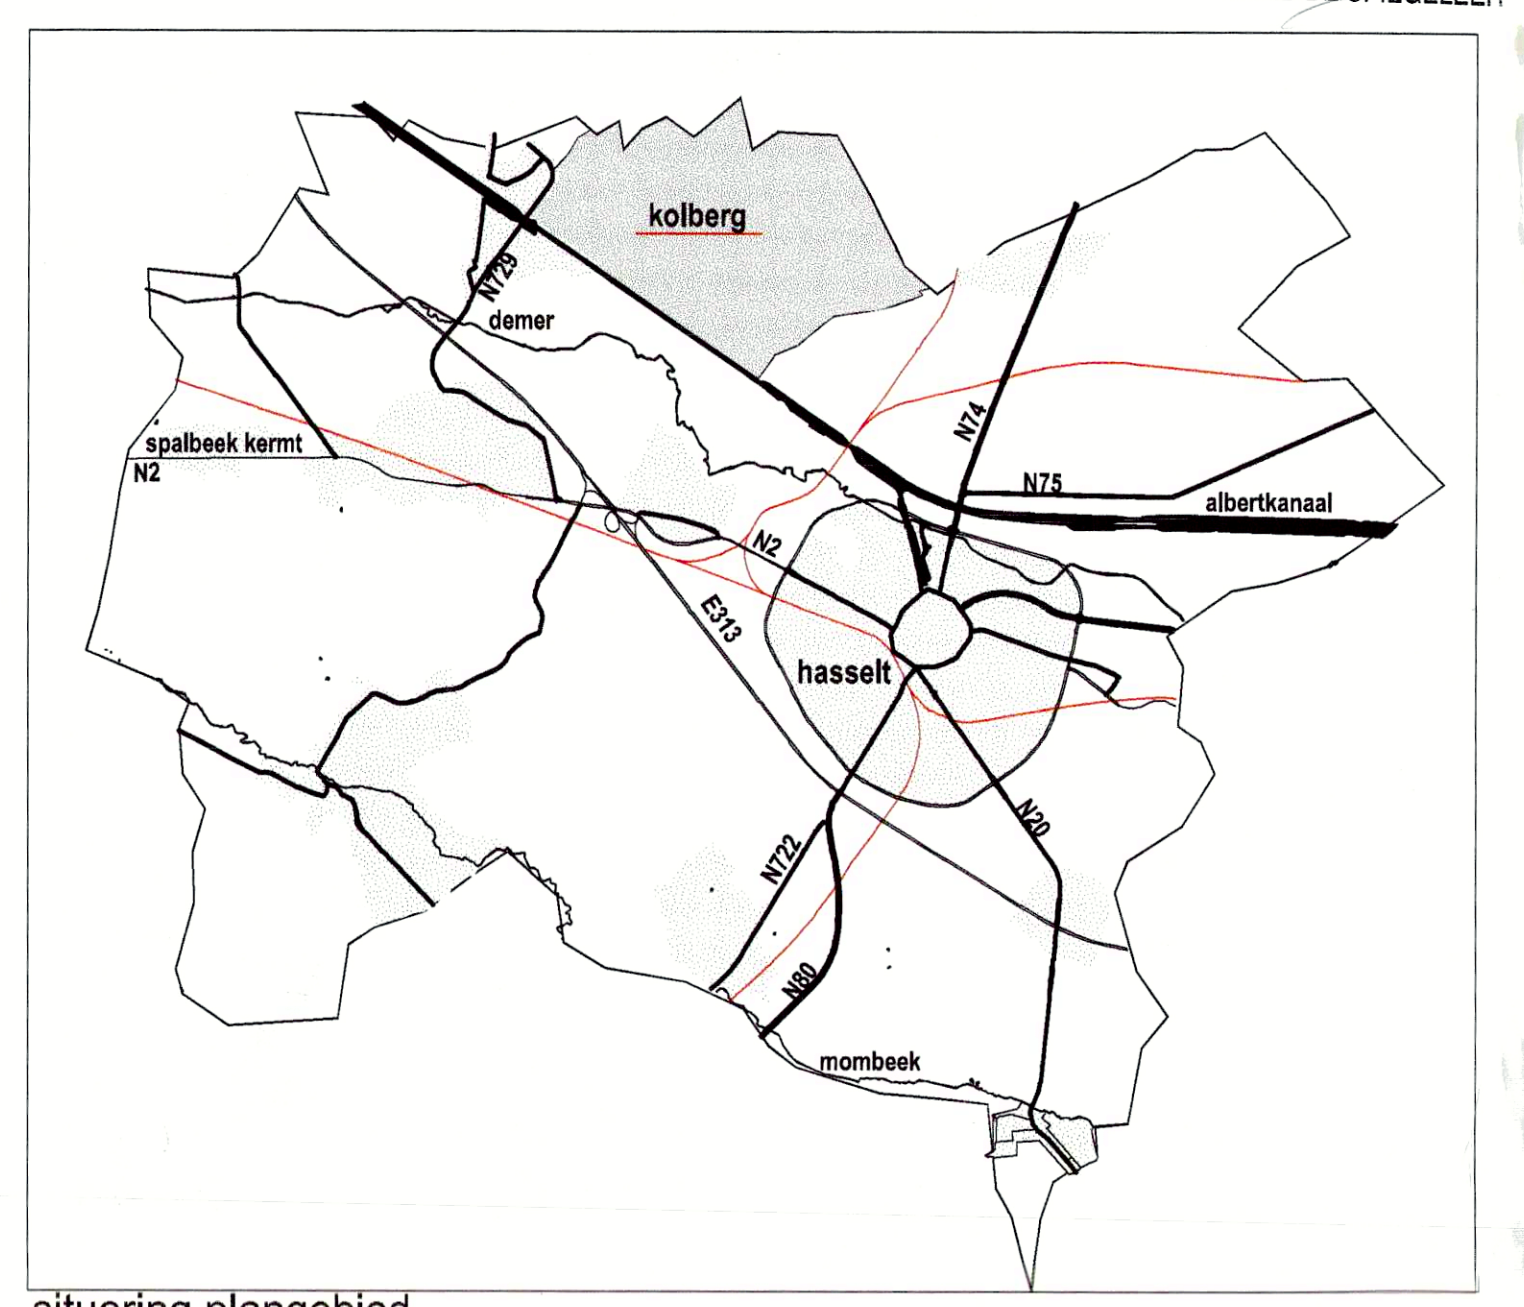 kolberg
N729
demer
N74
spalbeek kermt
N2
N75
albertkanaal
N2
E313
hasselt
N20
N722
N80
mombeek
situering plangebied